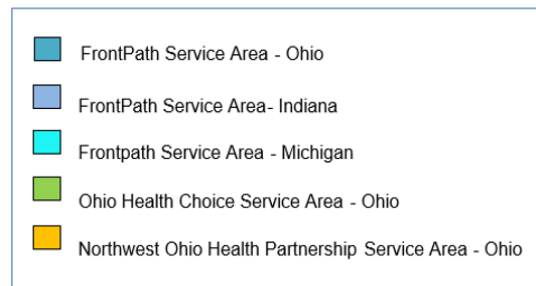 FrontPath Service Area - Ohio
FrontPath Service Area- Indiana
Frontpath Service Area - Michigan
Ohio Health Choice Service Area - Ohio
Northwest Ohio Health Partnership Service Area - Ohio